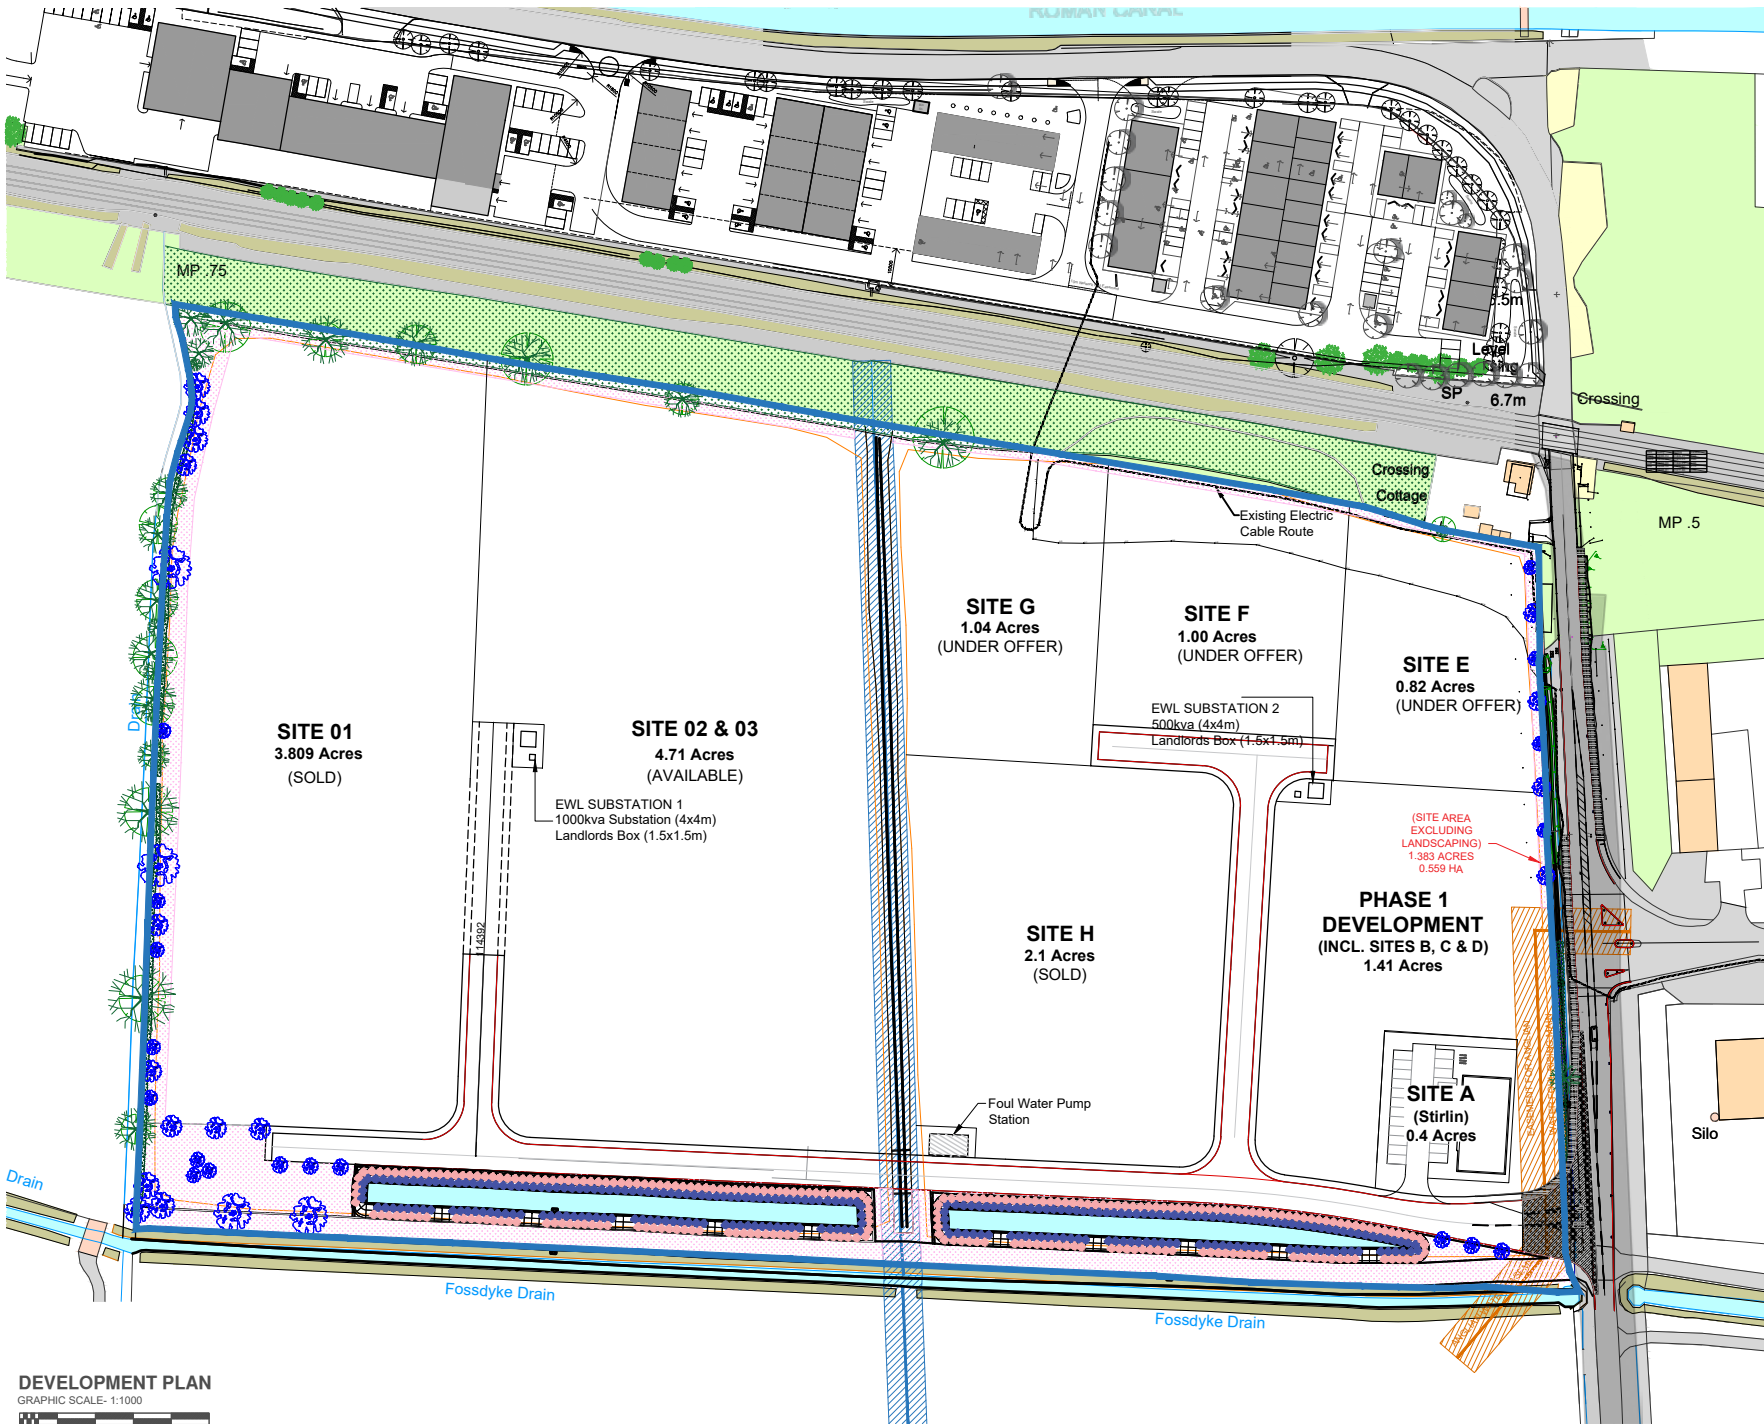 ROMAN CANAL
MP .75
.5m
Level
SP
6.7m
Crossing
Crossing
Cottage
MP .5
Existing Electric
Cable Route
SITE G
1.04 Acres
(UNDER OFFER)
SITE F
1.00 Acres
(UNDER OFFER)
SITE E
0.82 Acres
(UNDER OFFER)
EWL SUBSTATION 2
500kva (4x4m)
Landlords Box (1.5x1.5m)
Drain
SITE 01
3.809 Acres
(SOLD)
SITE 02 & 03
4.71 Acres
(AVAILABLE)
EWL SUBSTATION 1
1000kva Substation (4x4m)
Landlords Box (1.5x1.5m)
(SITE AREA
EXCLUDING
LANDSCAPING)
1.383 ACRES
0.559 HA
PHASE 1
DEVELOPMENT
(INCL. SITES B, C & D)
1.41 Acres
14392
SITE H
2.1 Acres
(SOLD)
SITE A
(Stirlin)
0.4 Acres
Foul Water Pump
Station
Silo
Drain
Fossdyke Drain
Fossdyke Drain
DEVELOPMENT PLAN
GRAPHIC SCALE- 1:1000